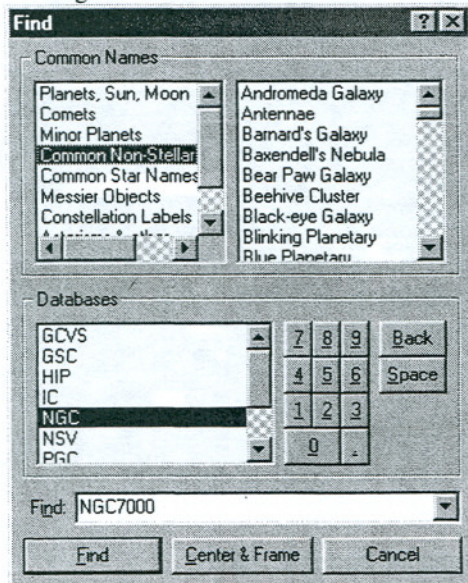 Find
? X
Common Names
Planets, Sun, Moon
Comets
Minor Planets
Common Non-Stellar
Common Star Names
Messier Objects
Constellation Labels
Andromeda Galaxy
Antennae
Barnard's Galaxy
Baxendell's Nebula
Bear Paw Galaxy
Beehive Cluster
Black-eye Galaxy
Blinking Planetary
Blue Planetary
Databases
GCVS
GSC
HIP
IC
NGC
NSV
PGC
7 8 9 Back
4 5 6 Space
1 2 3
0 .
Find: NGC7000
Find Center & Frame Cancel